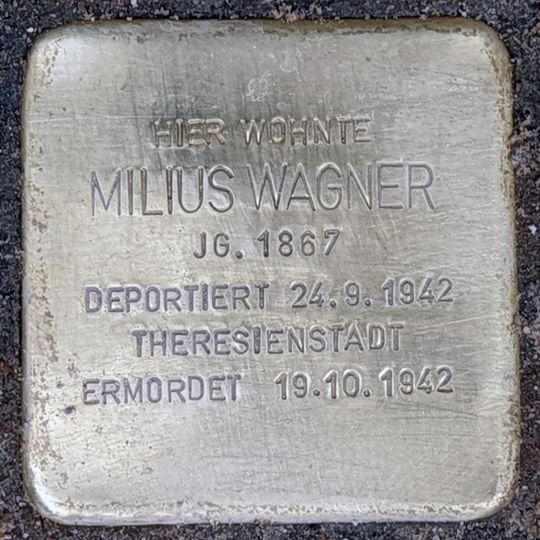 HIER WOHNTE
MILIUS WAGNER
JG. 1867
DEPORTIERT 24.9.1942
THERESIENSTADT
ERMORDET 19.10.1942